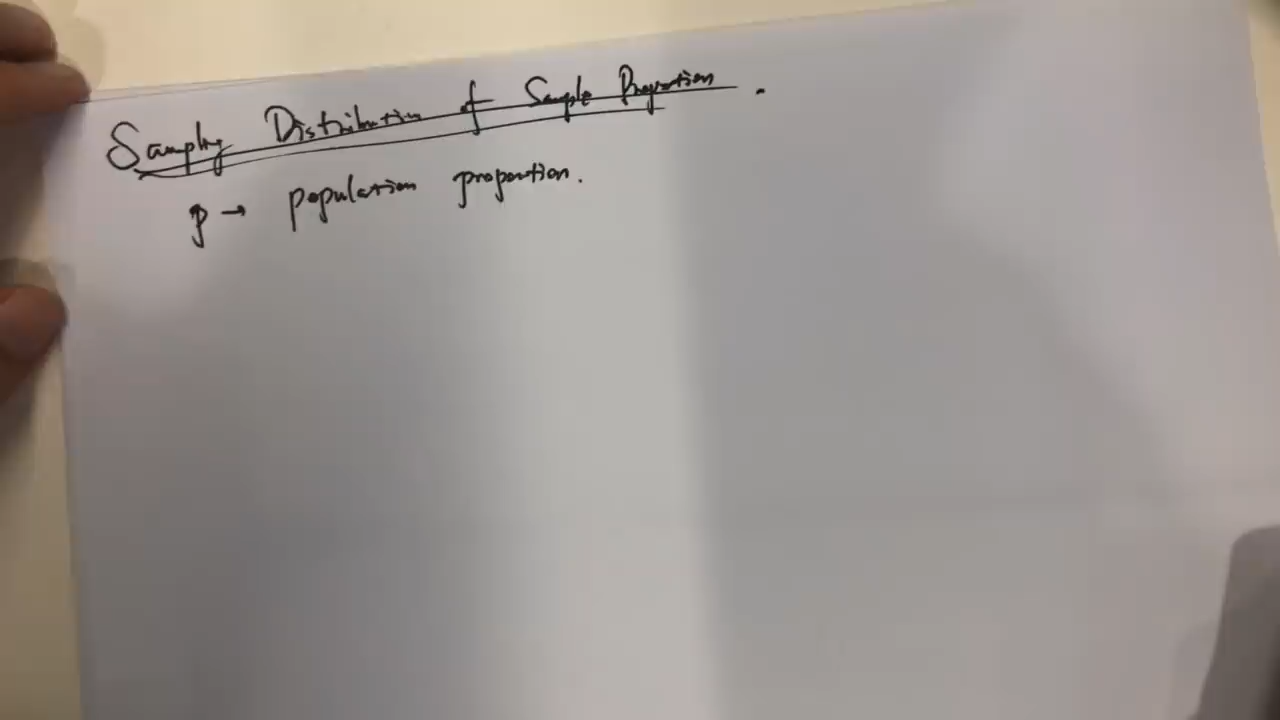 Sampling Distribution of Sample Proportion.
p → population proportion.